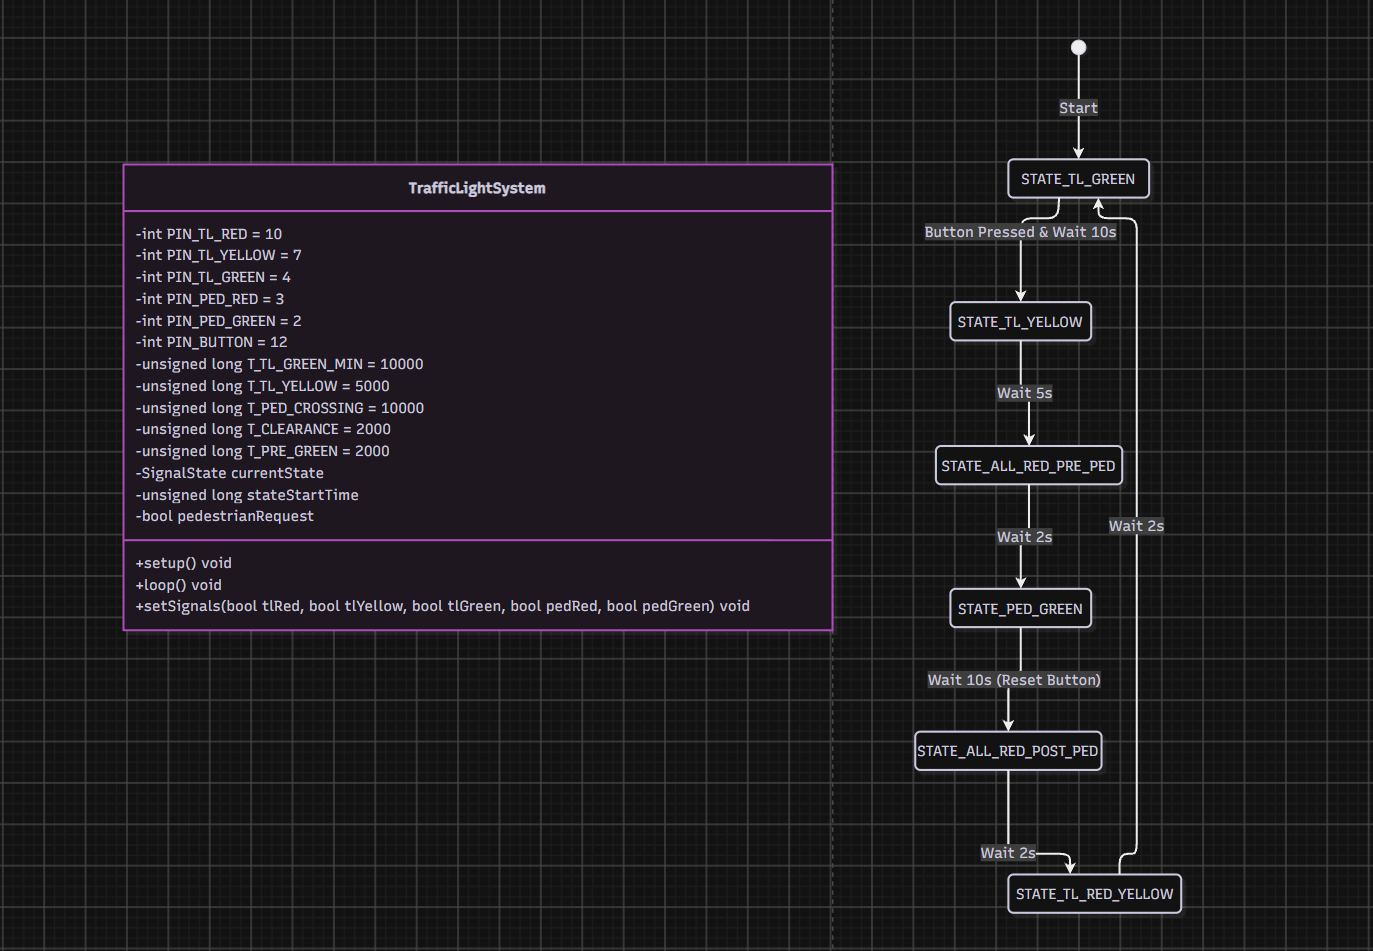 TrafficLightSystem
-int PIN_TL_RED = 10
-int PIN_TL_YELLOW = 7
-int PIN_TL_GREEN = 4
-int PIN_PED_RED = 3
-int PIN_PED_GREEN = 2
-int PIN_BUTTON = 12
-unsigned long T_TL_GREEN_MIN = 10000
-unsigned long T_TL_YELLOW = 5000
-unsigned long T_PED_CROSSING = 10000
-unsigned long T_CLEARANCE = 2000
-unsigned long T_PRE_GREEN = 2000
-SignalState currentState
-unsigned long stateStartTime
-bool pedestrianRequest
+setup() void
+loop() void
+setSignals(bool tlRed, bool tlYellow, bool tlGreen, bool pedRed, bool pedGreen) void
Start
STATE_TL_GREEN
Button Pressed & Wait 10s
STATE_TL_YELLOW
Wait 5s
STATE_ALL_RED_PRE_PED
Wait 2s
Wait 2s
STATE_PED_GREEN
Wait 10s (Reset Button)
STATE_ALL_RED_POST_PED
Wait 2s
STATE_TL_RED_YELLOW